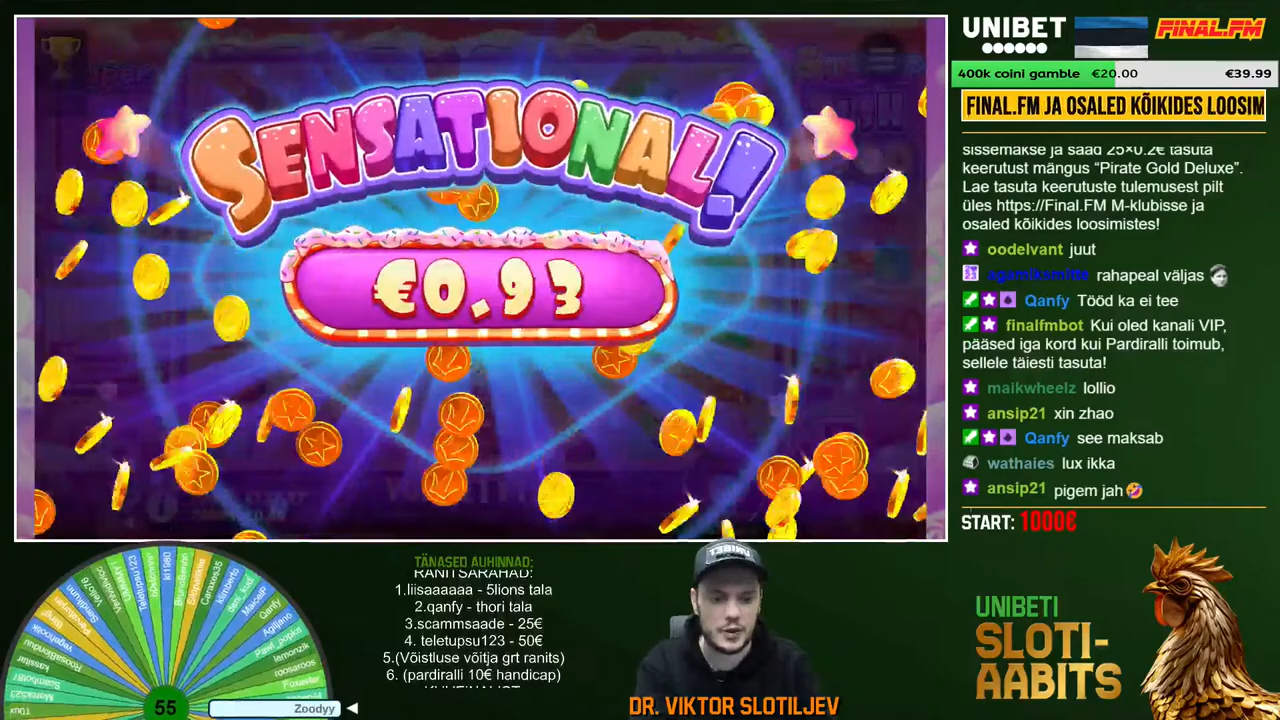 SENSATIONAL!
€0.93
UNIBET
FINAL.FM
400k coini gamble €20.00 €39.99
FINAL.FM JA OSALED KÕIKIDES LOOSIM
sissemakse ja saad 25×0.2€ tasuta
keerutust mängus “Pirate Gold Deluxe”.
Lae tasuta keerutuste tulemusest pilt
üles https://Final.FM M-klubisse ja
osaled kõikides loosimistes!
oodelvant juut
rahapeal väljas
Qanfy Tööd ka ei tee
finalfmbot Kui oled kanali VIP,
pääsed iga kord kui Pardiralli toimub,
sellele täiesti tasuta!
maikwheelz lollio
ansip21 xin zhao
Qanfy see maksab
wathaies lux ikka
ansip21 pigem jah🤣
START: 1000€
UNIBETI
SLOTI-
AABITS
TÄNASED AUHINNAD:
RANITSARAHAD:
1.liisaaaaaa - 5lions tala
2.qanfy - thori tala
3.scammsaade - 25€
4. teletupsu123 - 50€
5.(Võistluse võitja grt ranits)
6. (pardiralli 10€ handicap)
UNIBET
DR. VIKTOR SLOTILJEV
55
Zoodyy